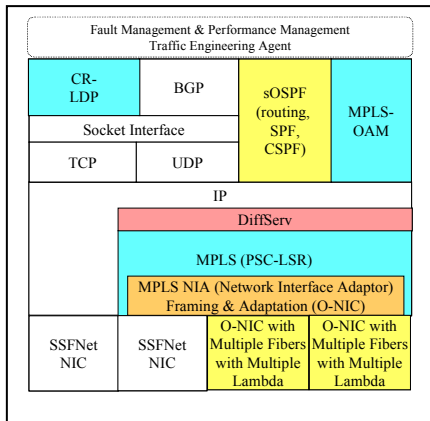 Fault Management & Performance Management
Traffic Engineering Agent
CR-
LDP
BGP
sOSPF
(routing,
SPF,
CSPF)
MPLS-
OAM
Socket Interface
TCP
UDP
IP
DiffServ
MPLS (PSC-LSR)
MPLS NIA (Network Interface Adaptor)
Framing & Adaptation (O-NIC)
SSFNet
NIC
SSFNet
NIC
O-NIC with
Multiple Fibers
with Multiple
Lambda
O-NIC with
Multiple Fibers
with Multiple
Lambda